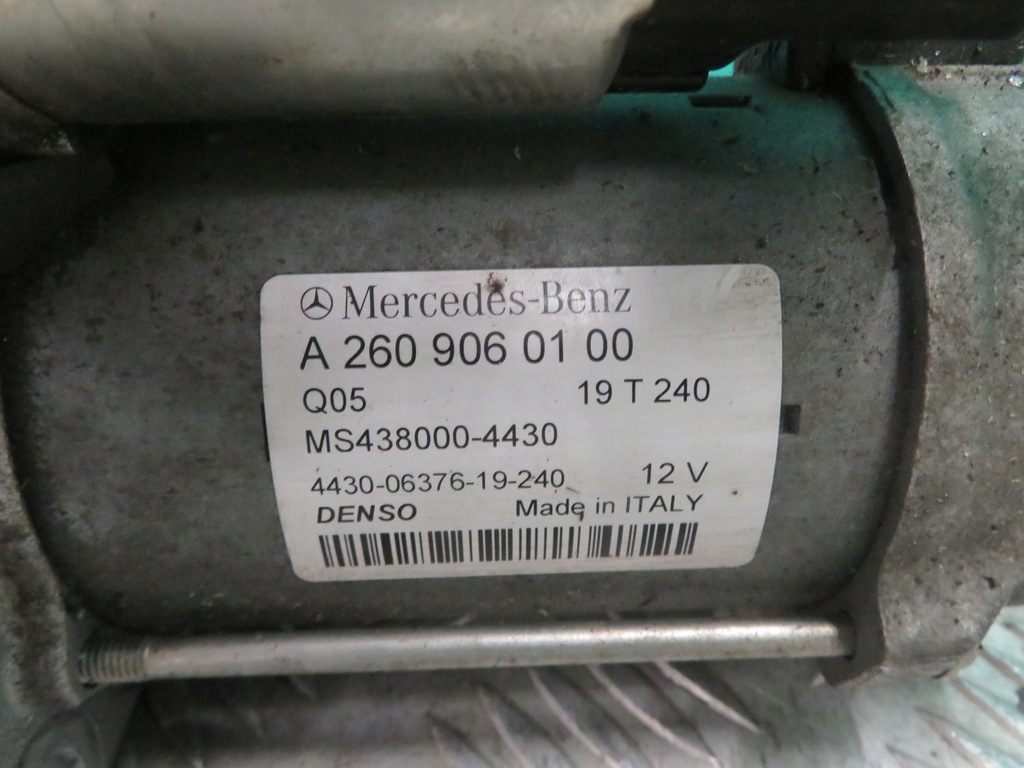 Mercedes-Benz
A 260 906 01 00
Q05 19 T 240
MS438000-4430
4430-06376-19-240 12 V
DENSO Made in ITALY